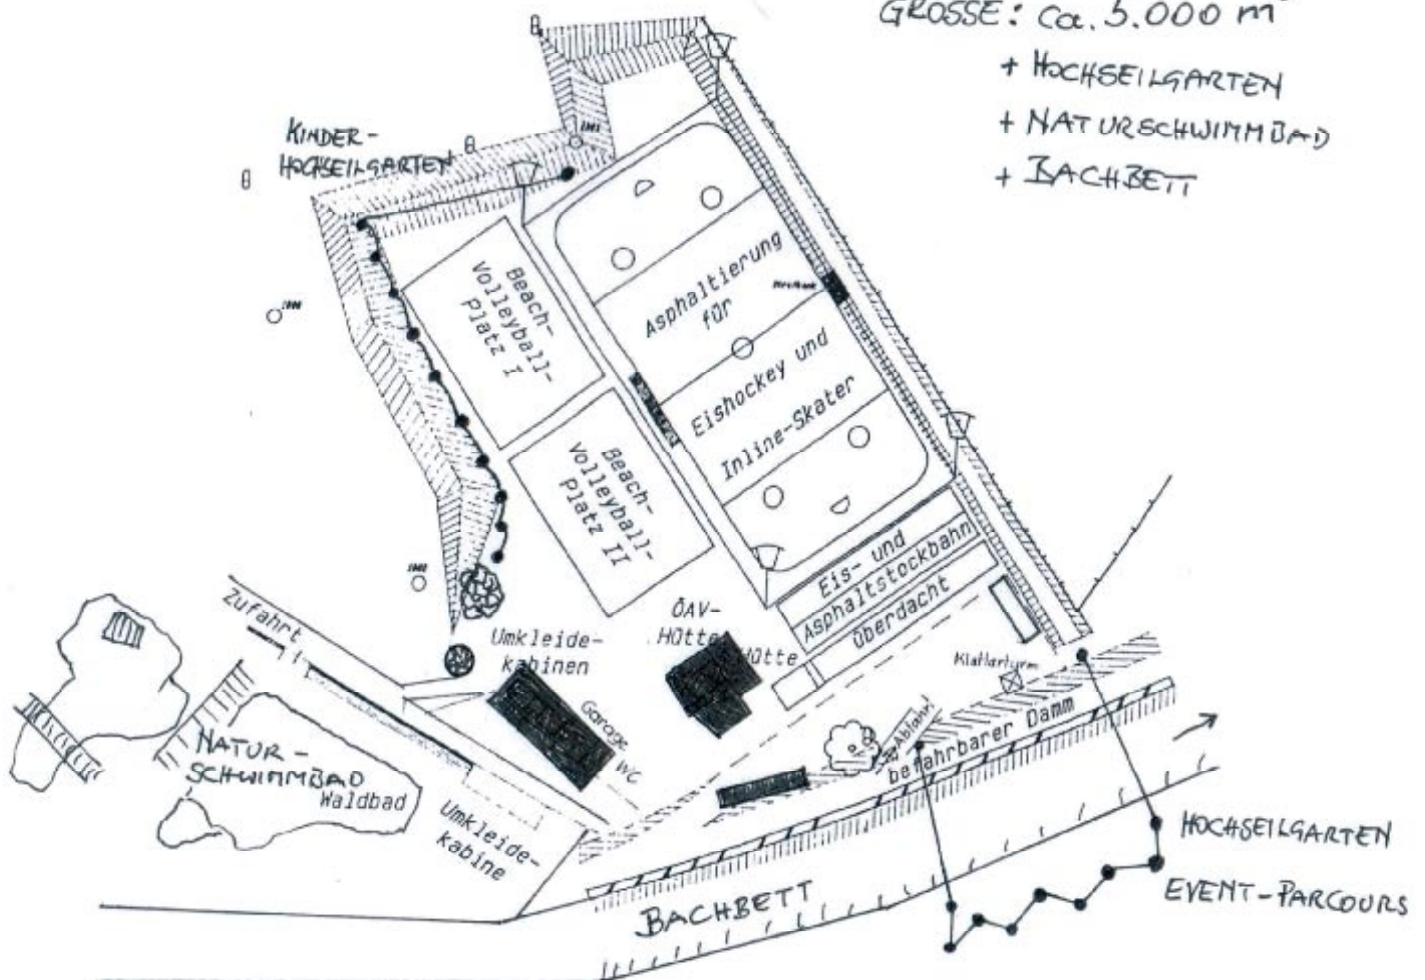 GRÖSSE: ca. 5.000 m²
+ HOCHSEILGARTEN
+ NATURSCHWIMMBAD
+ BACHBETT
KINDER-
HOCHSEILGARTEN
Beach-
Volleyball-
Platz I
Asphaltierung
für
Eishockey und
Inline-Skater
Beach-
Volleyball-
Platz II
Eis- und
Asphaltstockbahn
überdacht
ÖAV-
Hütte
Hütte
Umkleide-
kabinen
Garage
WC
Zufahrt
Kletterturm
Abfahrt
befahrbarer Damm
NATUR-
SCHWIMMBAD
Waldbad
Umkleide-
kabine
BACHBETT
HOCHSEILGARTEN
EVENT-PARCOURS